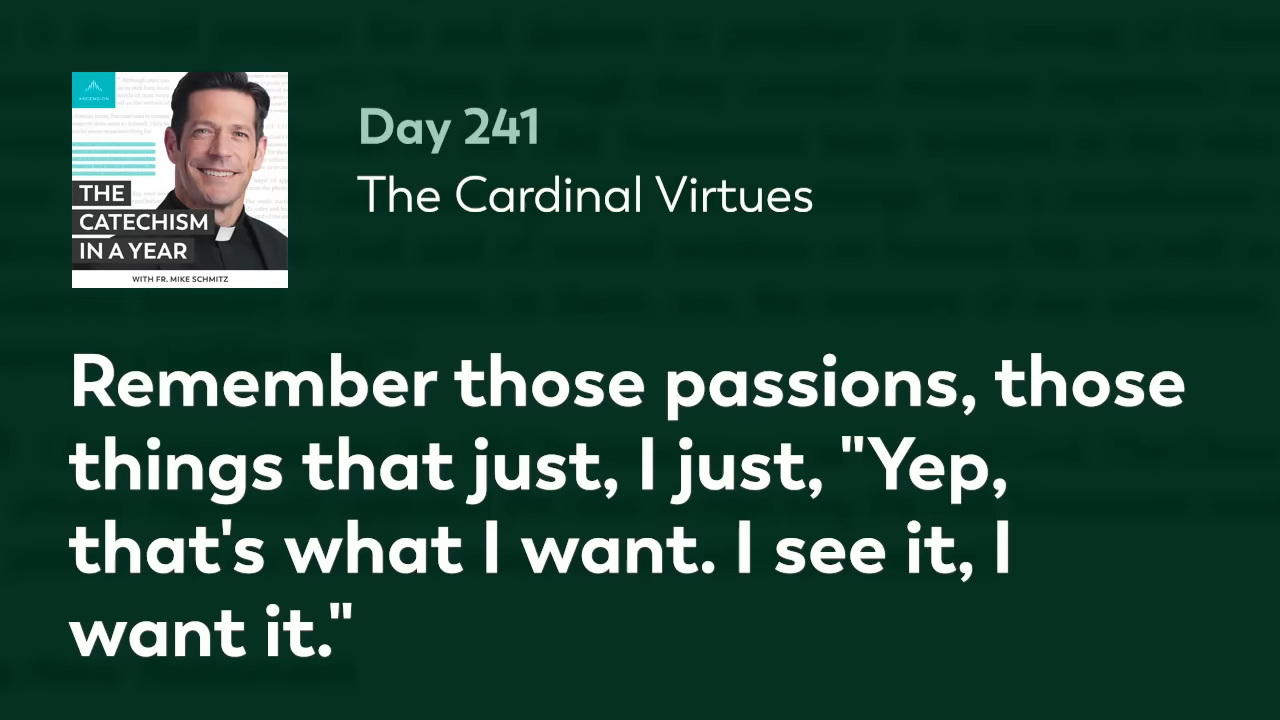 ASCENSION
THE
CATECHISM
IN A YEAR
WITH FR. MIKE SCHMITZ
Day 241
The Cardinal Virtues
Remember those passions, those
things that just, I just, "Yep,
that's what I want. I see it, I
want it."